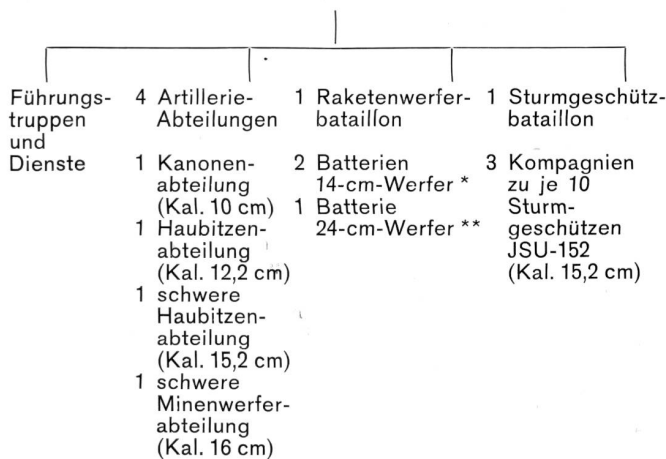 Führungs-
truppen
und
Dienste
4 Artillerie-
Abteilungen
1 Kanonen-
abteilung
(Kal. 10 cm)
1 Haubitzen-
abteilung
(Kal. 12,2 cm)
1 schwere
Haubitzen-
abteilung
(Kal. 15,2 cm)
1 schwere
Minenwerfer-
abteilung
(Kal. 16 cm)
1 Raketenwerfer-
bataillon
2 Batterien
14-cm-Werfer *
1 Batterie
24-cm-Werfer **
1 Sturmgeschütz-
bataillon
3 Kompagnien
zu je 10
Sturm-
geschützen
JSU-152
(Kal. 15,2 cm)